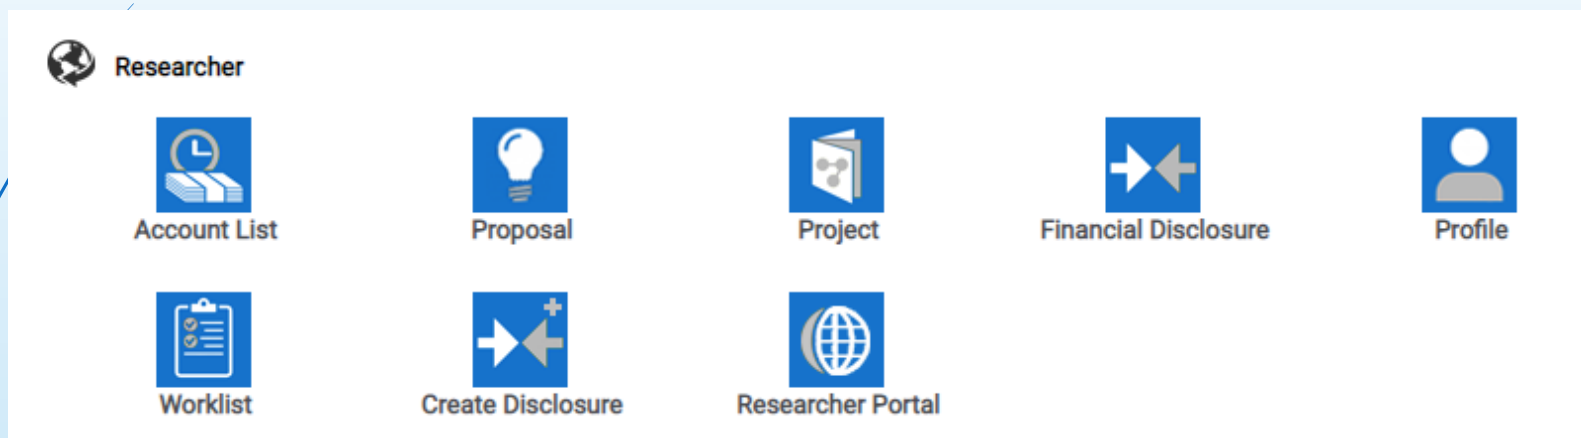 Researcher
Account List
Proposal
Project
Financial Disclosure
Profile
Worklist
Create Disclosure
Researcher Portal